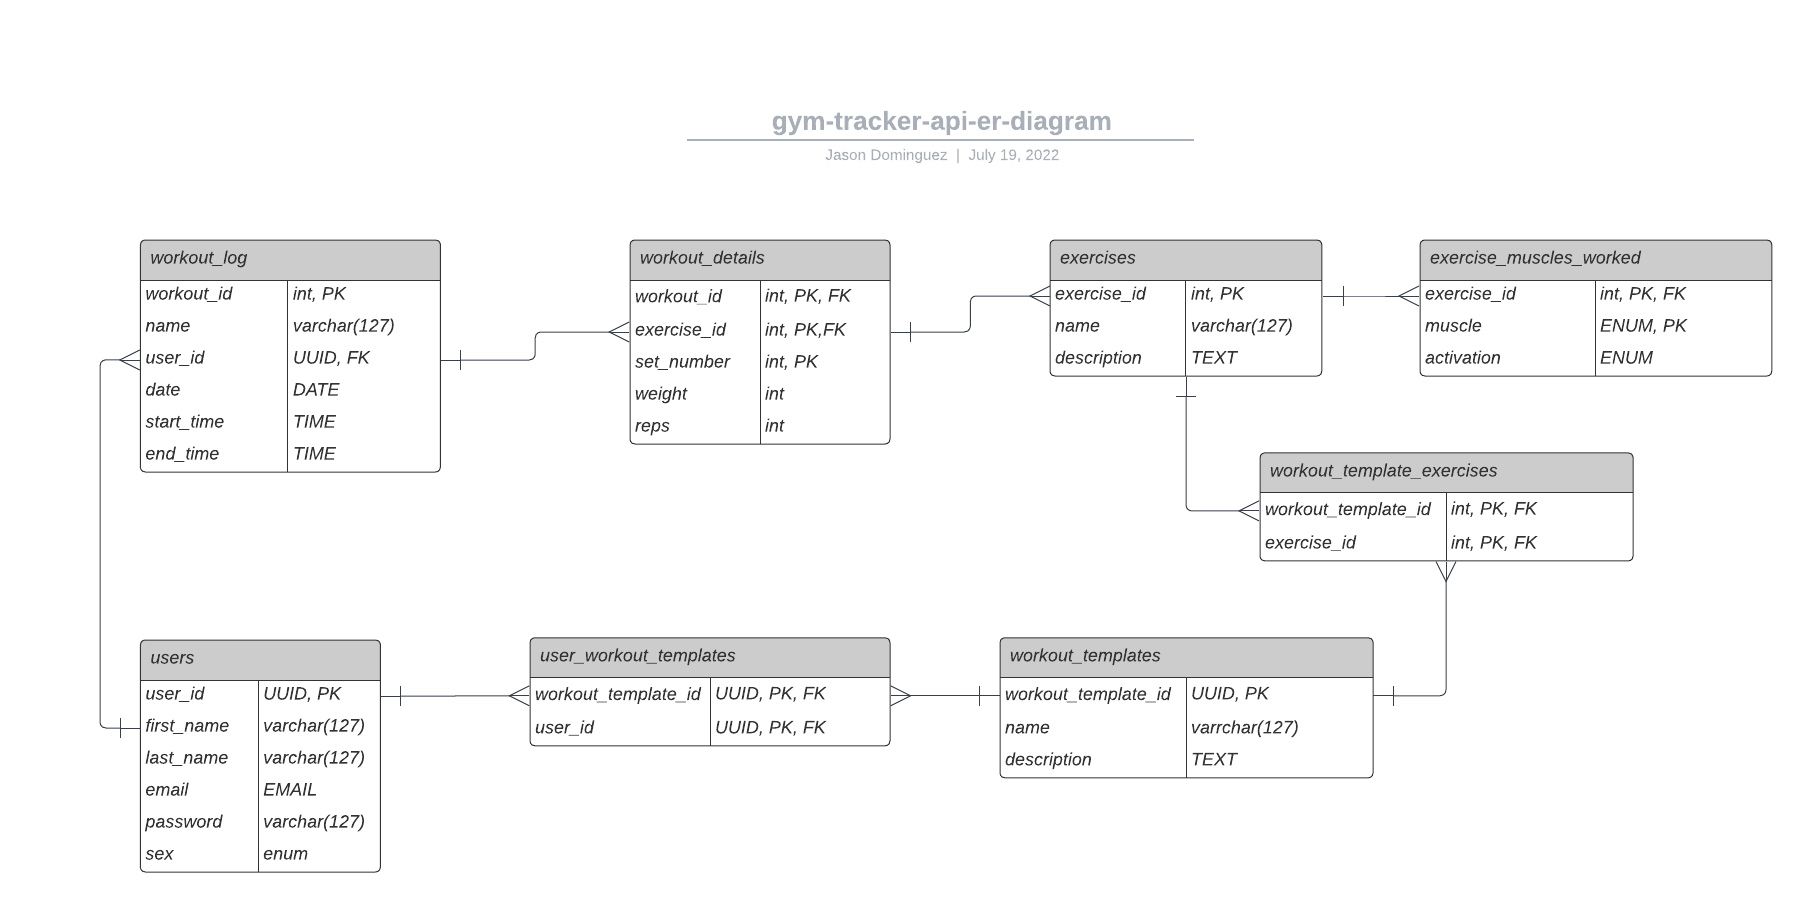 gym-tracker-api-er-diagram
Jason Dominguez | July 19, 2022
workout_log
workout_id int, PK
name varchar(127)
user_id UUID, FK
date DATE
start_time TIME
end_time TIME
workout_details
workout_id int, PK, FK
exercise_id int, PK,FK
set_number int, PK
weight int
reps int
exercises
exercise_id int, PK
name varchar(127)
description TEXT
exercise_muscles_worked
exercise_id int, PK, FK
muscle ENUM, PK
activation ENUM
workout_template_exercises
workout_template_id int, PK, FK
exercise_id int, PK, FK
users
user_id UUID, PK
first_name varchar(127)
last_name varchar(127)
email EMAIL
password varchar(127)
sex enum
user_workout_templates
workout_template_id UUID, PK, FK
user_id UUID, PK, FK
workout_templates
workout_template_id UUID, PK
name varrchar(127)
description TEXT